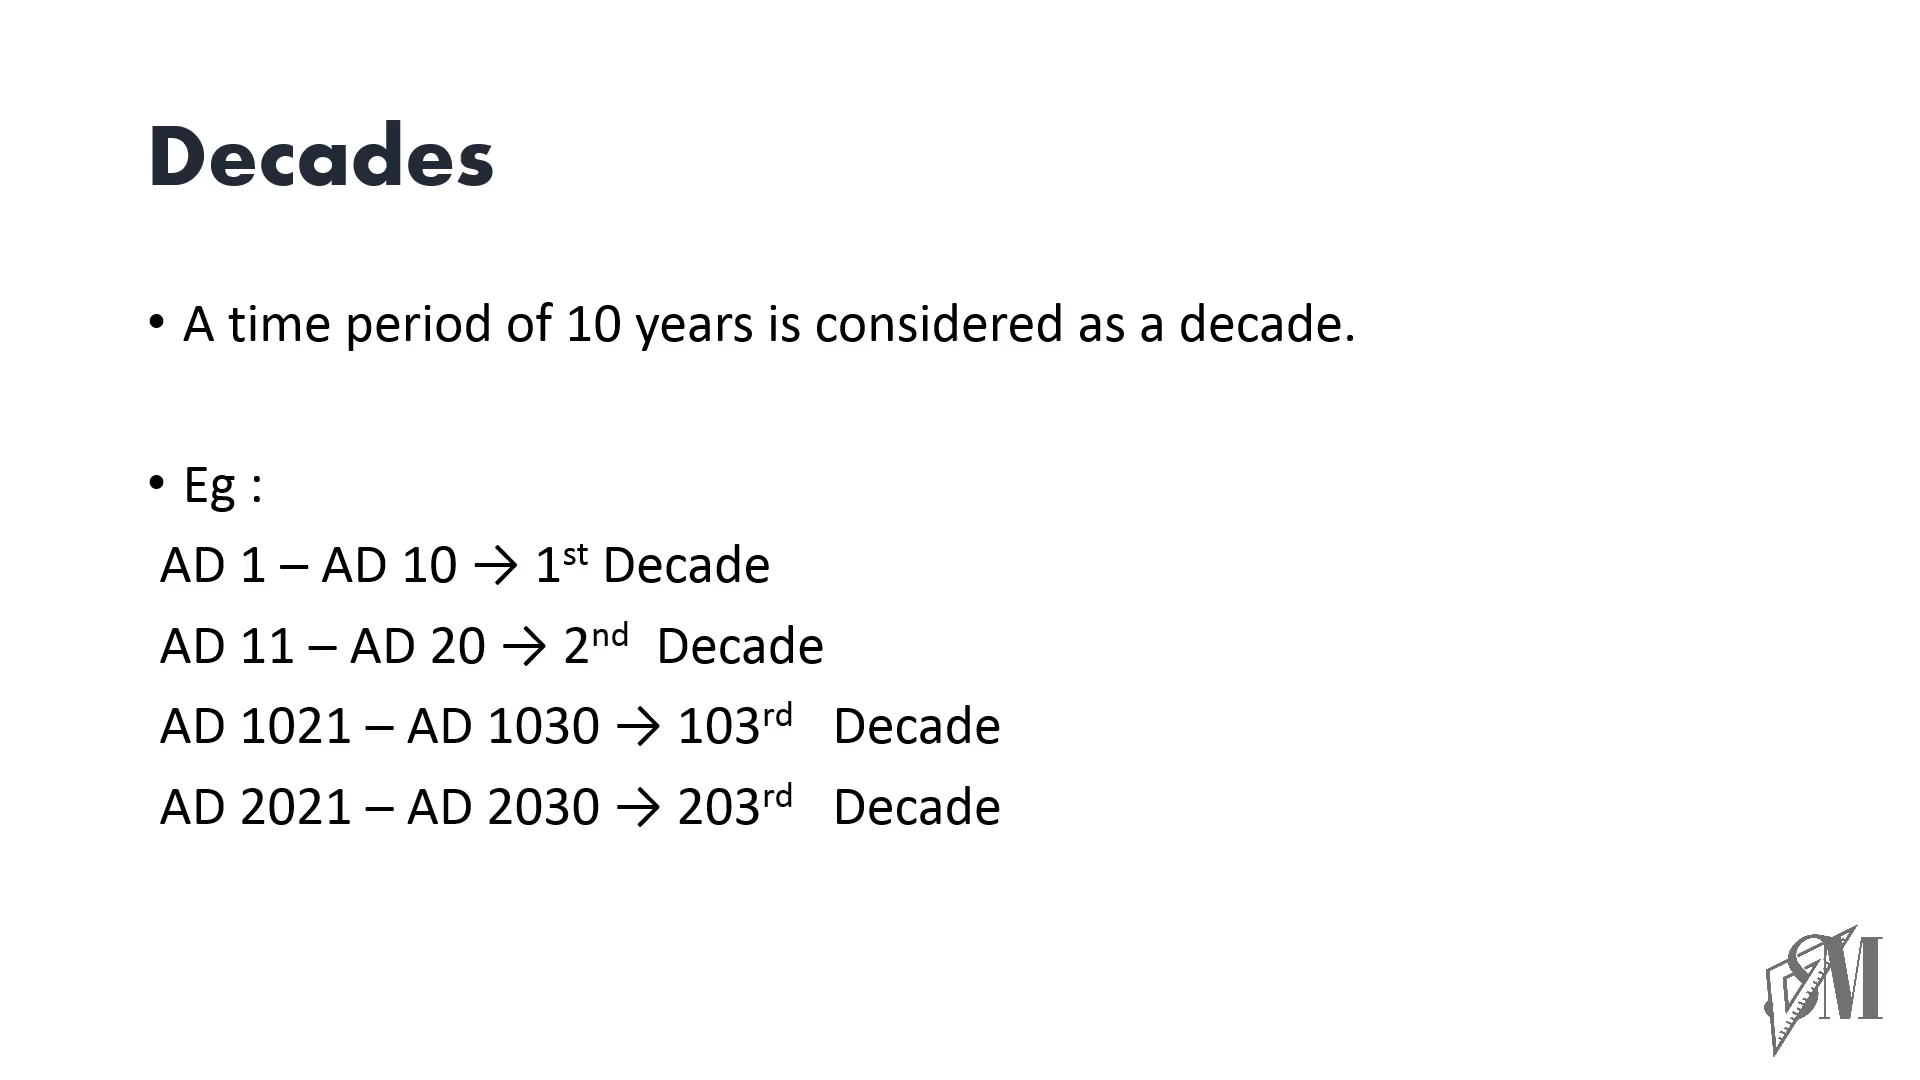 Decades
• A time period of 10 years is considered as a decade.
• Eg :
AD 1 – AD 10 → 1st Decade
AD 11 – AD 20 → 2nd Decade
AD 1021 – AD 1030 → 103rd Decade
AD 2021 – AD 2030 → 203rd Decade
SM